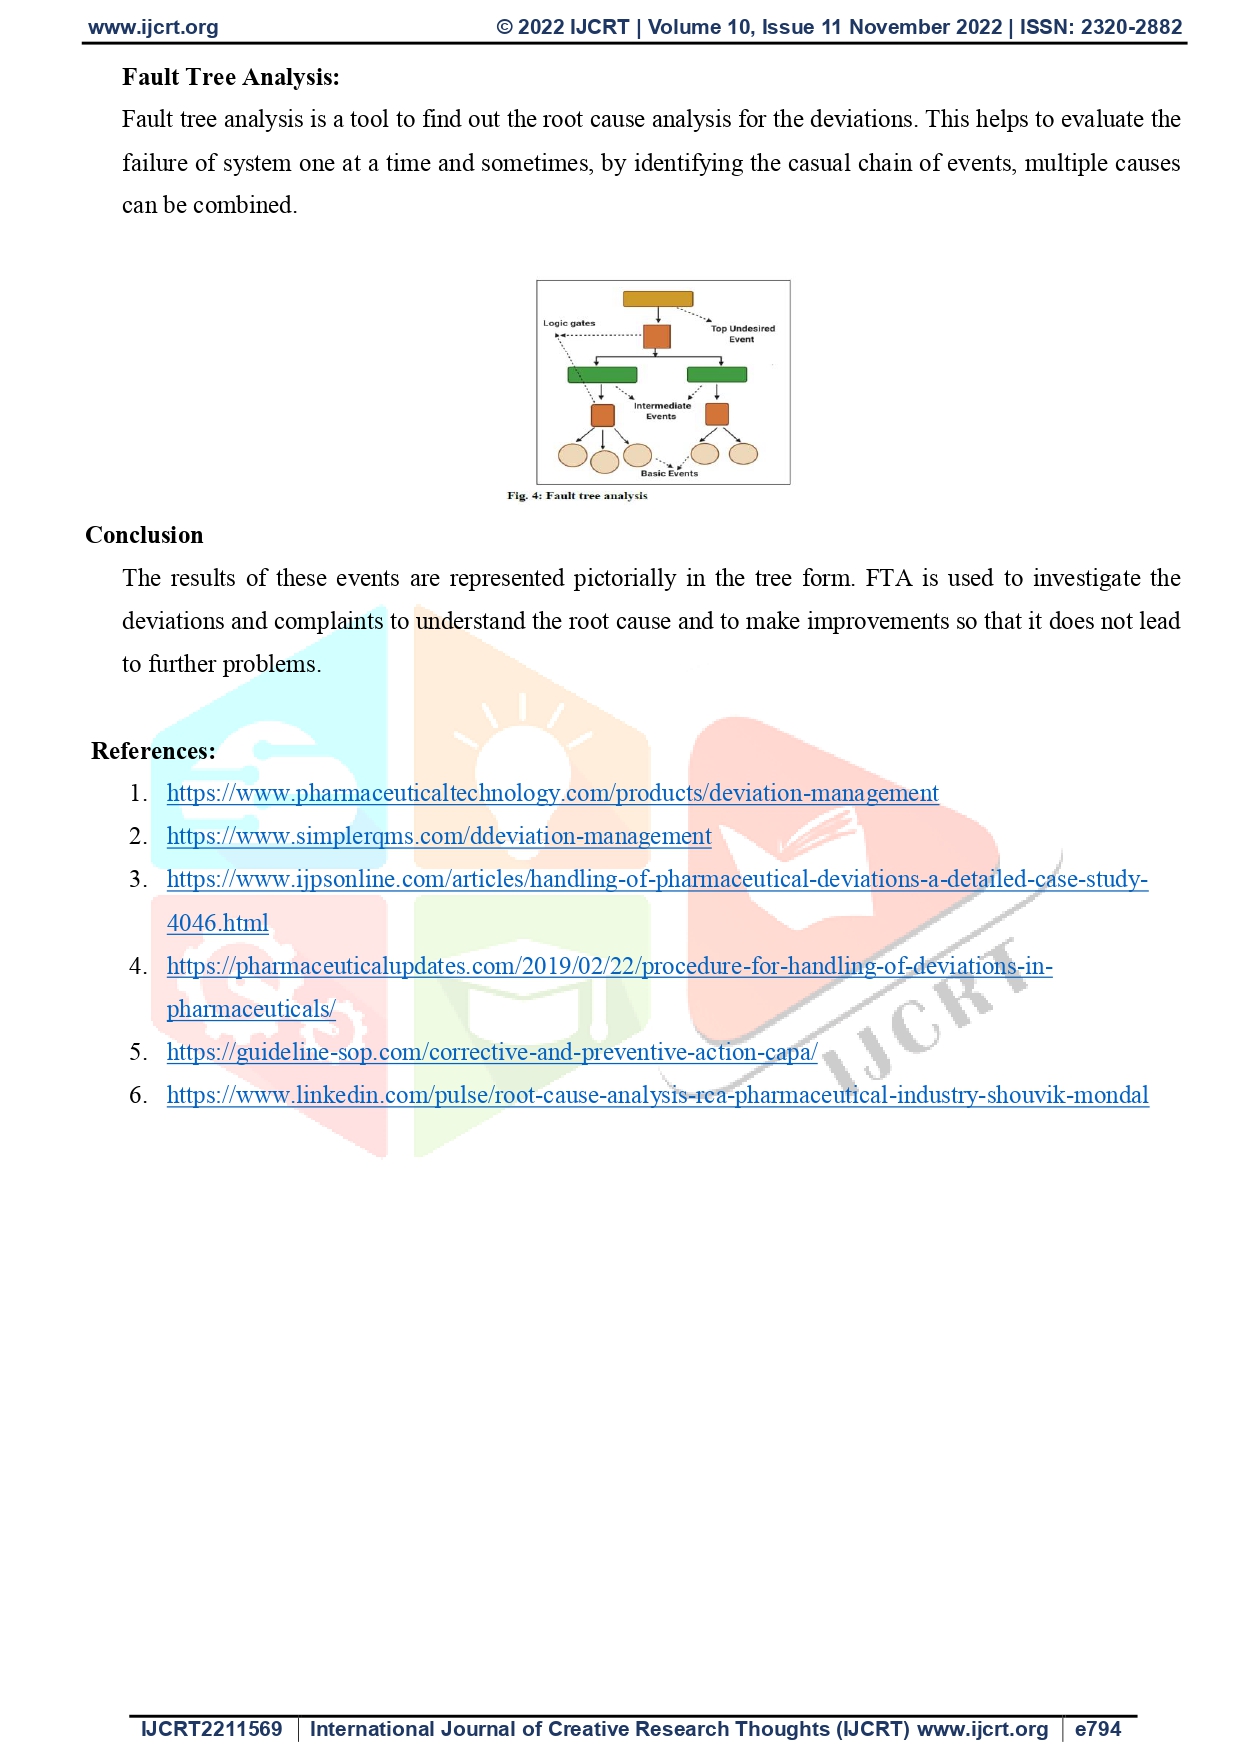 www.ijcrt.org © 2022 IJCRT | Volume 10, Issue 11 November 2022 | ISSN: 2320-2882
Fault Tree Analysis:
Fault tree analysis is a tool to find out the root cause analysis for the deviations. This helps to evaluate the
failure of system one at a time and sometimes, by identifying the casual chain of events, multiple causes
can be combined.
Logic gates
Top Undesired
Event
Intermediate
Events
Basic Events
Fig. 4: Fault tree analysis
Conclusion
The results of these events are represented pictorially in the tree form. FTA is used to investigate the
deviations and complaints to understand the root cause and to make improvements so that it does not lead
to further problems.
References:
1. https://www.pharmaceuticaltechnology.com/products/deviation-management
2. https://www.simplerqms.com/ddeviation-management
3. https://www.ijpsonline.com/articles/handling-of-pharmaceutical-deviations-a-detailed-case-study-
4046.html
4. https://pharmaceuticalupdates.com/2019/02/22/procedure-for-handling-of-deviations-in-
pharmaceuticals/
5. https://guideline-sop.com/corrective-and-preventive-action-capa/
6. https://www.linkedin.com/pulse/root-cause-analysis-rca-pharmaceutical-industry-shouvik-mondal
IJCRT
IJCRT2211569 | International Journal of Creative Research Thoughts (IJCRT) www.ijcrt.org | e794